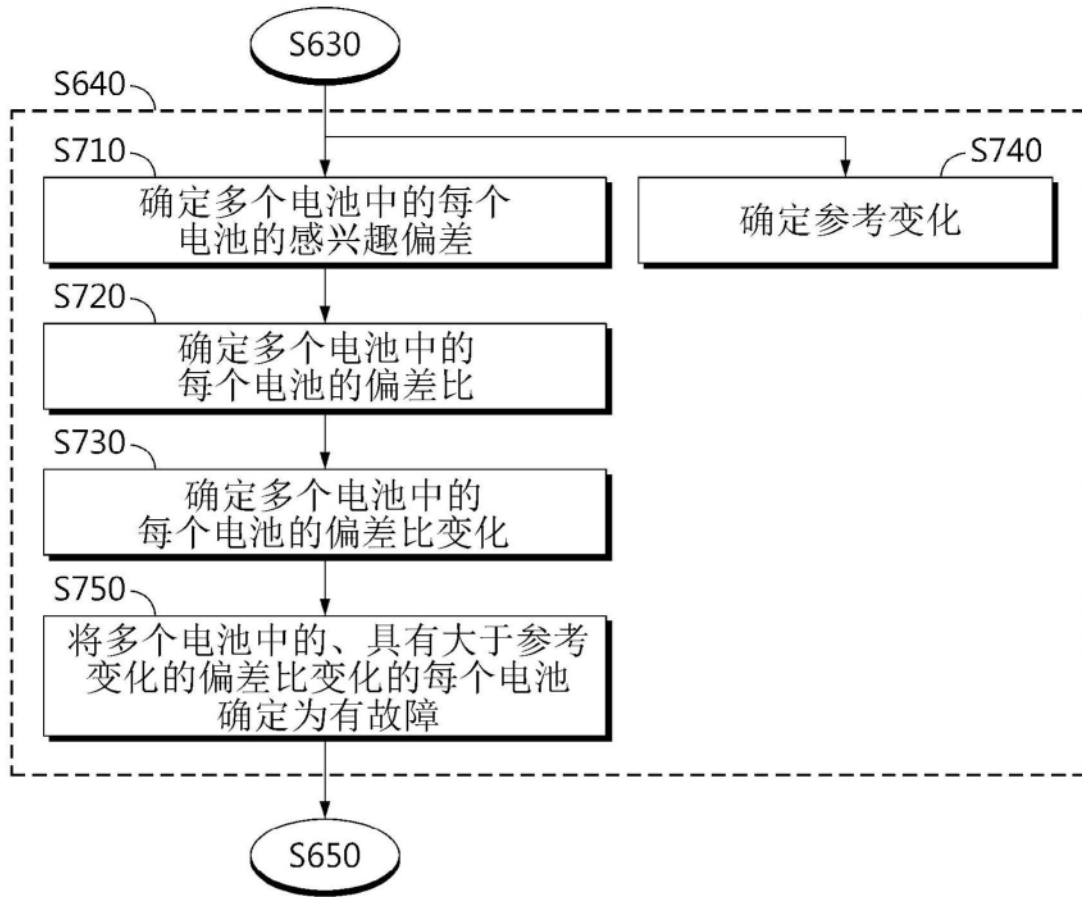 S630
S640
S710
确定多个电池中的每个
电池的感兴趣偏差
S740
确定参考变化
S720
确定多个电池中的
每个电池的偏差比
S730
确定多个电池中的
每个电池的偏差比变化
S750
将多个电池中的、具有大于参考
变化的偏差比变化的每个电池
确定为有故障
S650